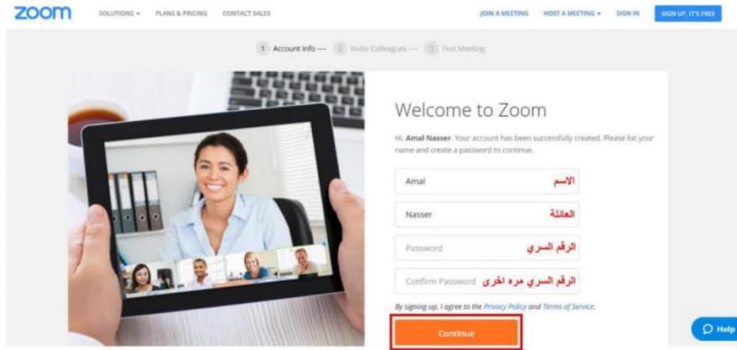 zoom SOLUTIONS PLANS & PRICING CONTACT SALES JOIN A MEETING HOST A MEETING SIGN IN SIGN UP, IT'S FREE
1 Account Info — 2 Invite Colleagues — 3 Test Meeting
Welcome to Zoom
Hi, Amal Nasser. Your account has been successfully created. Please list your
name and create a password to continue.
Amal الاسم
Nasser العائلة
Password الرقم السري
Confirm Password الرقم السري مره اخرى
By signing up, I agree to the Privacy Policy and Terms of Service.
Continue
Help